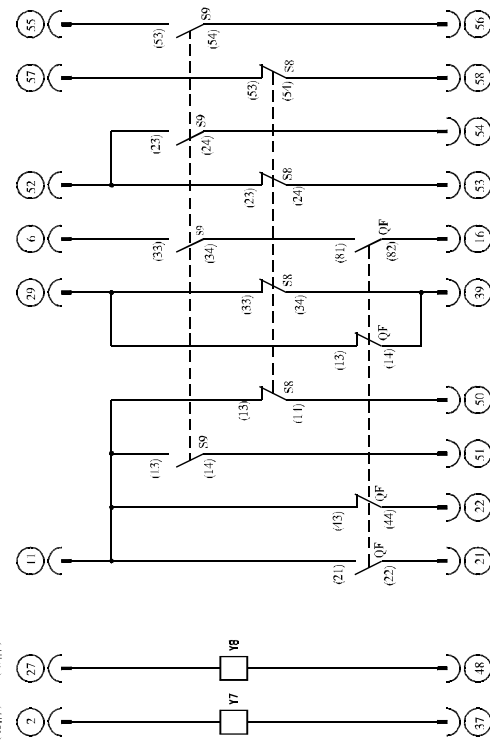 55 (53) S9 (54) 56
57 (53) S8 (54) 58
(23) S9 (24) 54
52 (23) S8 (24) 53
6 (33) S9 (34) (81) QF (82) 16
29 (33) S8 (34) 39
(13) QF (14)
(13) S8 (14) 50
(13) S9 (14) 51
(43) QF (44) 22
11 (21) QF (22) 21
27 Y8 48
2 Y7 37